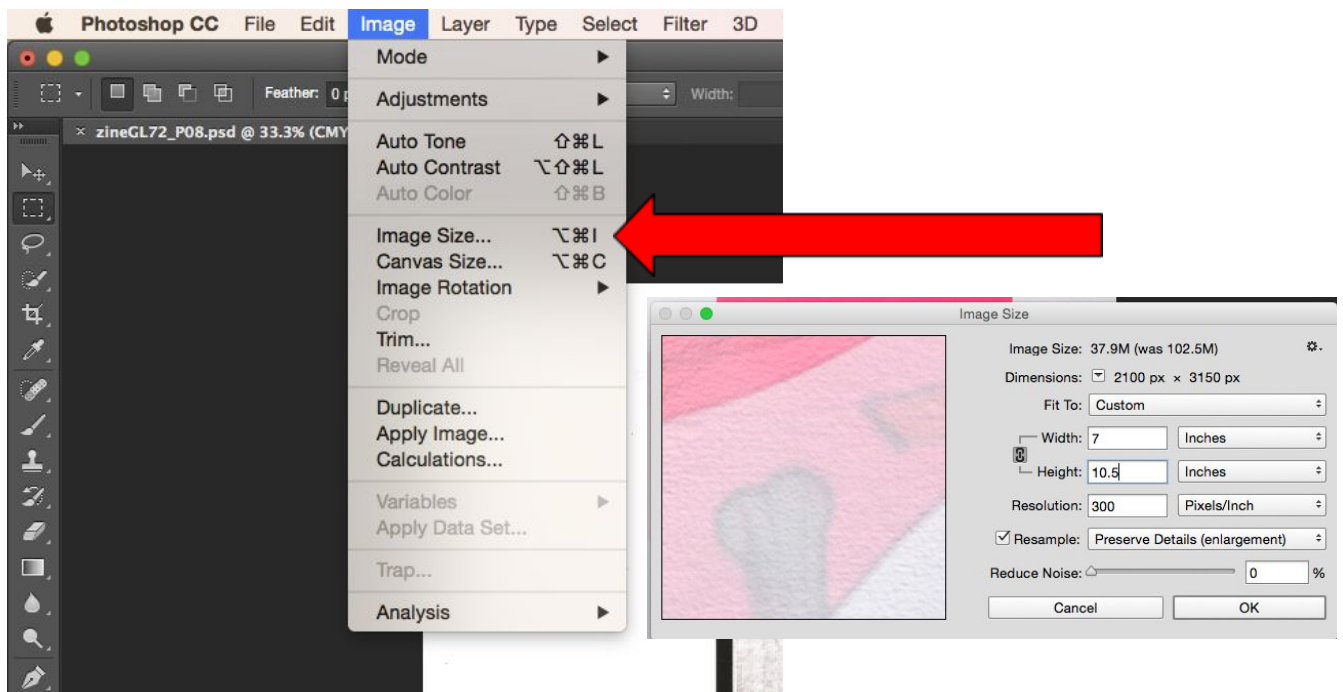 Photoshop CC File Edit Image Layer Type Select Filter 3D
Feather: 0 Width:
× zineGL72_P08.psd @ 33.3% (CMY
Mode ▶
Adjustments ▶
Auto Tone ⇧⌘L
Auto Contrast ⌥⇧⌘L
Auto Color ⇧⌘B
Image Size... ⌥⌘I
Canvas Size... ⌥⌘C
Image Rotation ▶
Crop
Trim...
Reveal All
Duplicate...
Apply Image...
Calculations...
Variables ▶
Apply Data Set...
Trap...
Analysis ▶
Image Size
Image Size: 37.9M (was 102.5M)
Dimensions: 2100 px × 3150 px
Fit To: Custom
Width: 7 Inches
Height: 10.5 Inches
Resolution: 300 Pixels/Inch
Resample: Preserve Details (enlargement)
Reduce Noise: 0 %
Cancel OK